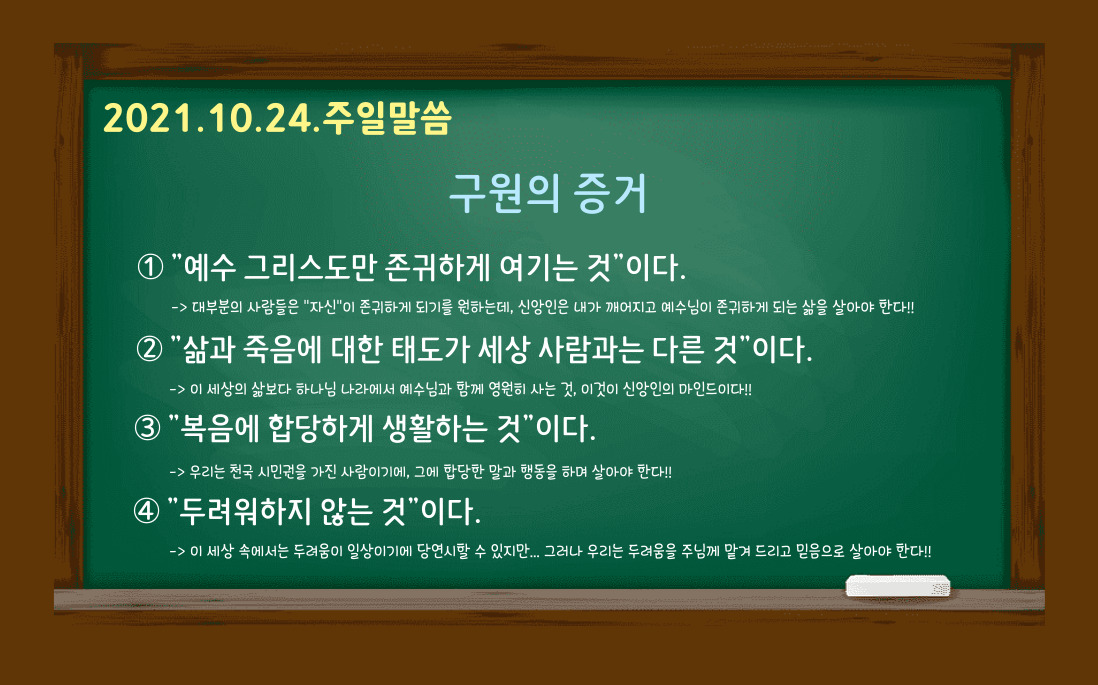 2021.10.24.주일말씀
구원의 증거
① "예수 그리스도만 존귀하게 여기는 것"이다.
-> 대부분의 사람들은 "자신"이 존귀하게 되기를 원하는데, 신앙인은 내가 깨어지고 예수님이 존귀하게 되는 삶을 살아야 한다!!
② "삶과 죽음에 대한 태도가 세상 사람과는 다른 것"이다.
-> 이 세상의 삶보다 하나님 나라에서 예수님과 함께 영원히 사는 것, 이것이 신앙인의 마인드이다!!
③ "복음에 합당하게 생활하는 것"이다.
-> 우리는 천국 시민권을 가진 사람이기에, 그에 합당한 말과 행동을 하며 살아야 한다!!
④ "두려워하지 않는 것"이다.
-> 이 세상 속에서는 두려움이 일상이기에 당연시할 수 있지만... 그러나 우리는 두려움을 주님께 맡겨 드리고 믿음으로 살아야 한다!!